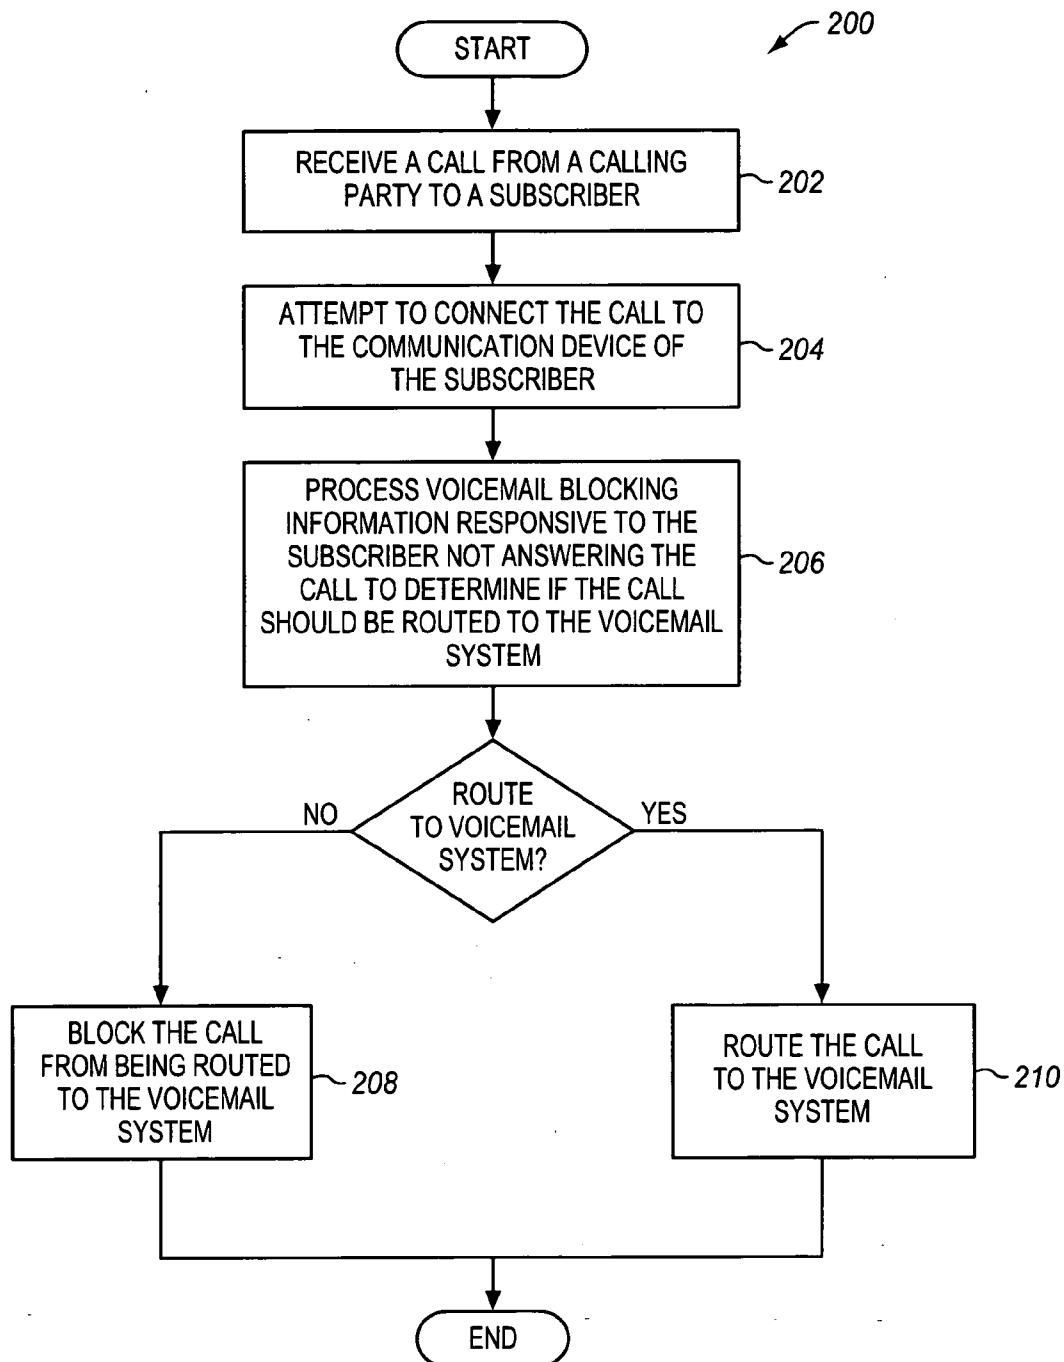 START
200
RECEIVE A CALL FROM A CALLING
PARTY TO A SUBSCRIBER
202
ATTEMPT TO CONNECT THE CALL TO
THE COMMUNICATION DEVICE OF
THE SUBSCRIBER
204
PROCESS VOICEMAIL BLOCKING
INFORMATION RESPONSIVE TO THE
SUBSCRIBER NOT ANSWERING THE
CALL TO DETERMINE IF THE CALL
SHOULD BE ROUTED TO THE VOICEMAIL
SYSTEM
206
ROUTE
TO VOICEMAIL
SYSTEM?
NO
YES
BLOCK THE CALL
FROM BEING ROUTED
TO THE VOICEMAIL
SYSTEM
208
ROUTE THE CALL
TO THE VOICEMAIL
SYSTEM
210
END